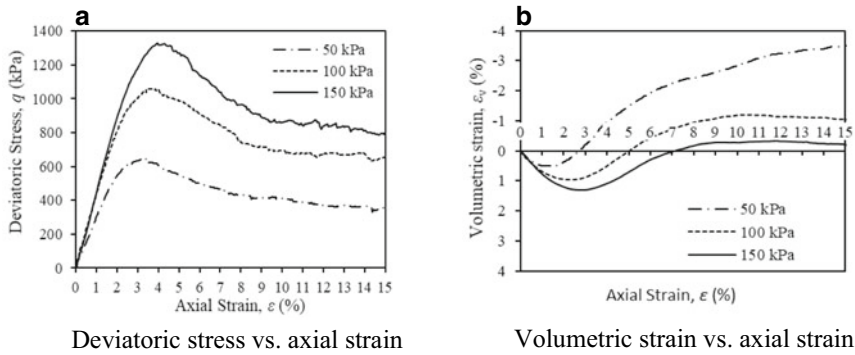 a
Deviatoric Stress, q (kPa)
1400
1200
1000
800
600
400
200
0
50 kPa
100 kPa
150 kPa
0 1 2 3 4 5 6 7 8 9 10 11 12 13 14 15
Axial Strain, ε (%)
Deviatoric stress vs. axial strain
b
Volumetric strain, εv (%)
-4
-3
-2
-1
0
1
2
3
4
0 1 2 3 4 5 6 7 8 9 10 11 12 13 14 15
50 kPa
100 kPa
150 kPa
Axial Strain, ε (%)
Volumetric strain vs. axial strain